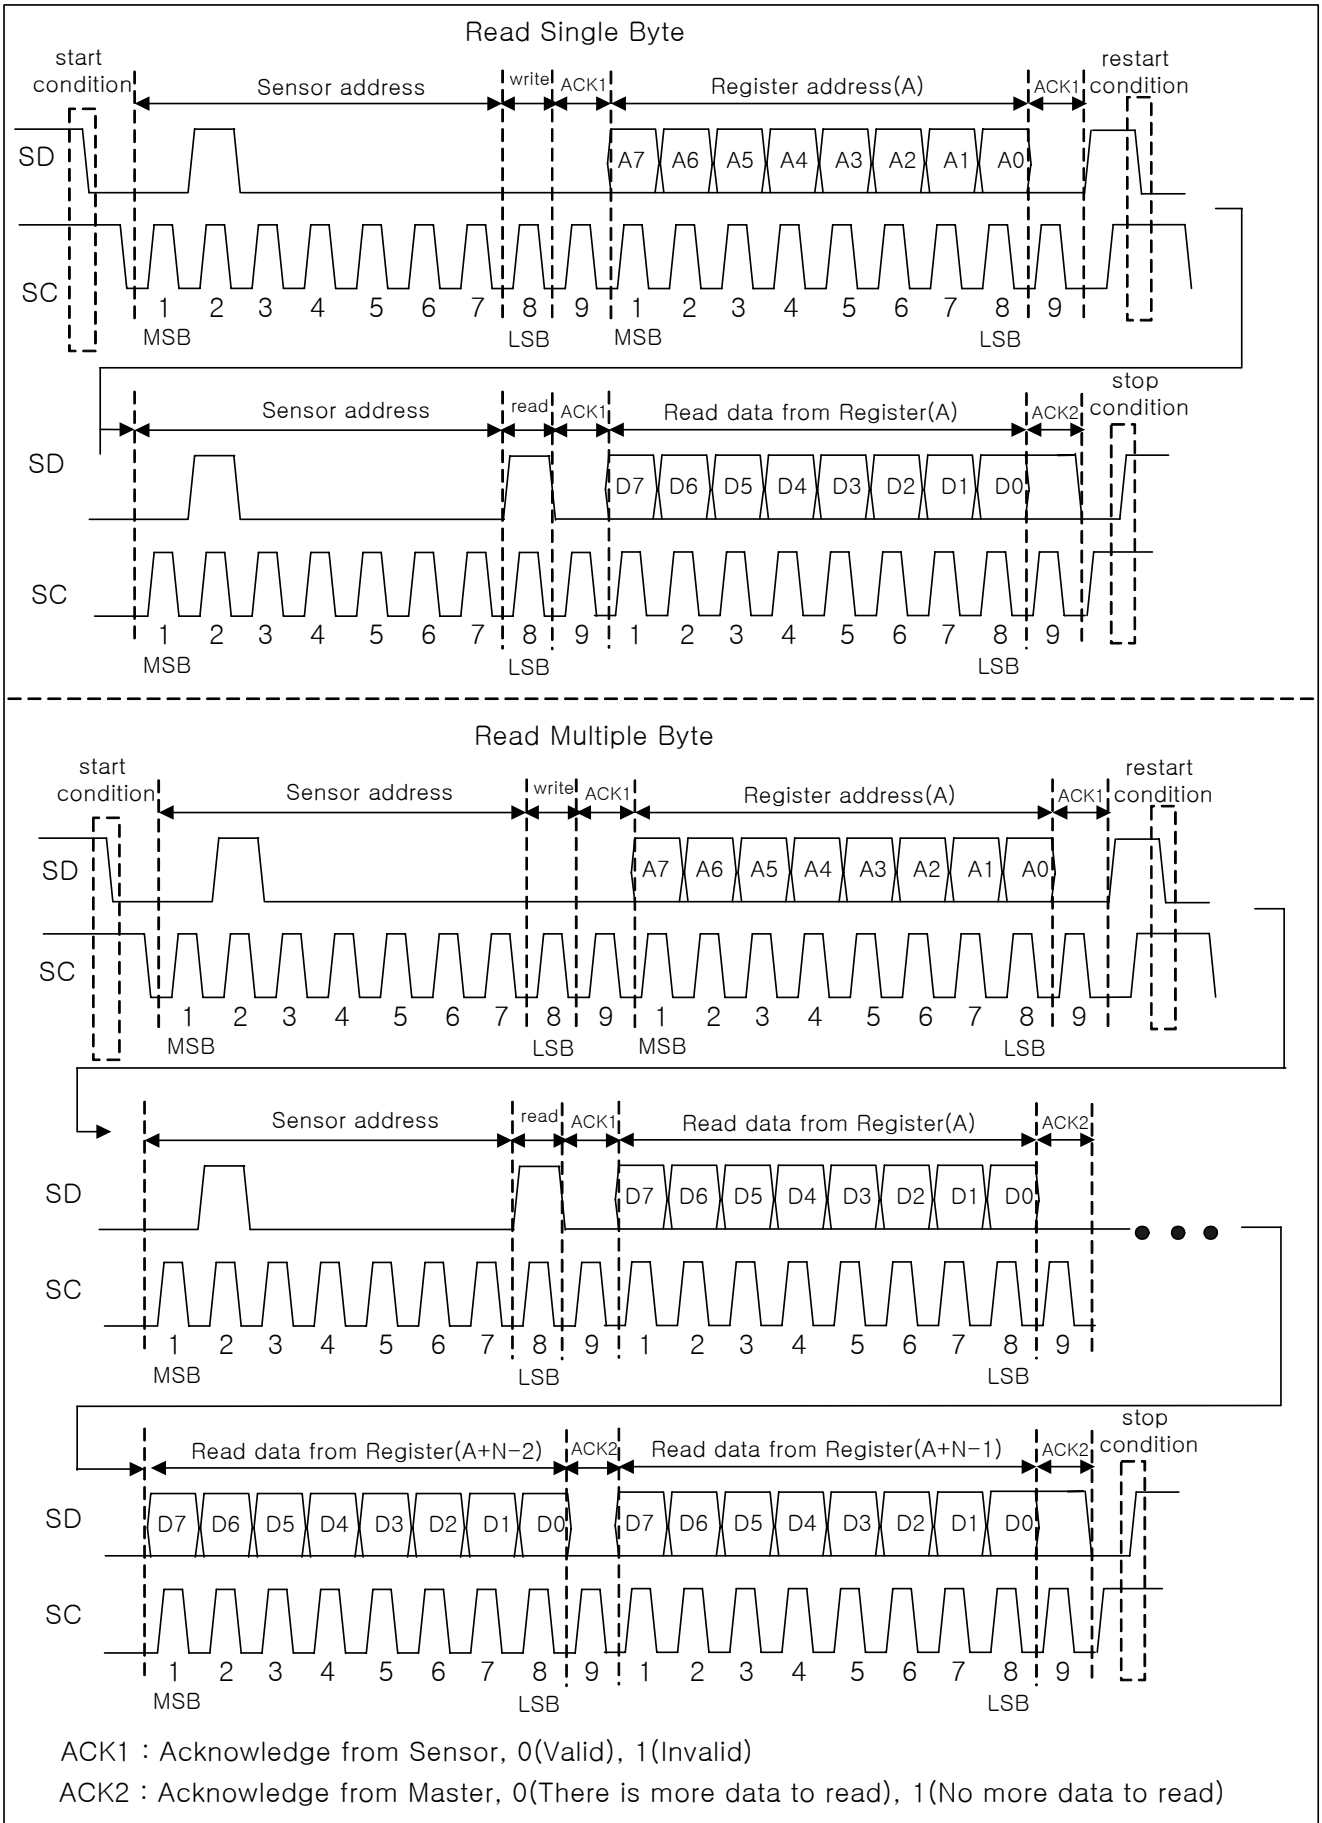 Read Single Byte
start condition
Sensor address
write
ACK1
Register address(A)
ACK1
restart condition
SD
A7 A6 A5 A4 A3 A2 A1 A0
SC
1 2 3 4 5 6 7 8 9 1 2 3 4 5 6 7 8 9
MSB LSB MSB LSB
Sensor address
read
ACK1
Read data from Register(A)
ACK2
stop condition
SD
D7 D6 D5 D4 D3 D2 D1 D0
SC
1 2 3 4 5 6 7 8 9 1 2 3 4 5 6 7 8 9
MSB LSB LSB
Read Multiple Byte
start condition
Sensor address
write
ACK1
Register address(A)
ACK1
restart condition
SD
A7 A6 A5 A4 A3 A2 A1 A0
SC
1 2 3 4 5 6 7 8 9 1 2 3 4 5 6 7 8 9
MSB LSB MSB LSB
Sensor address
read
ACK1
Read data from Register(A)
ACK2
SD
D7 D6 D5 D4 D3 D2 D1 D0
SC
1 2 3 4 5 6 7 8 9 1 2 3 4 5 6 7 8 9
MSB LSB LSB
Read data from Register(A+N-2)
ACK2
Read data from Register(A+N-1)
ACK2
stop condition
SD
D7 D6 D5 D4 D3 D2 D1 D0 D7 D6 D5 D4 D3 D2 D1 D0
SC
1 2 3 4 5 6 7 8 9 1 2 3 4 5 6 7 8 9
MSB LSB LSB
ACK1 : Acknowledge from Sensor, 0(Valid), 1(Invalid)
ACK2 : Acknowledge from Master, 0(There is more data to read), 1(No more data to read)